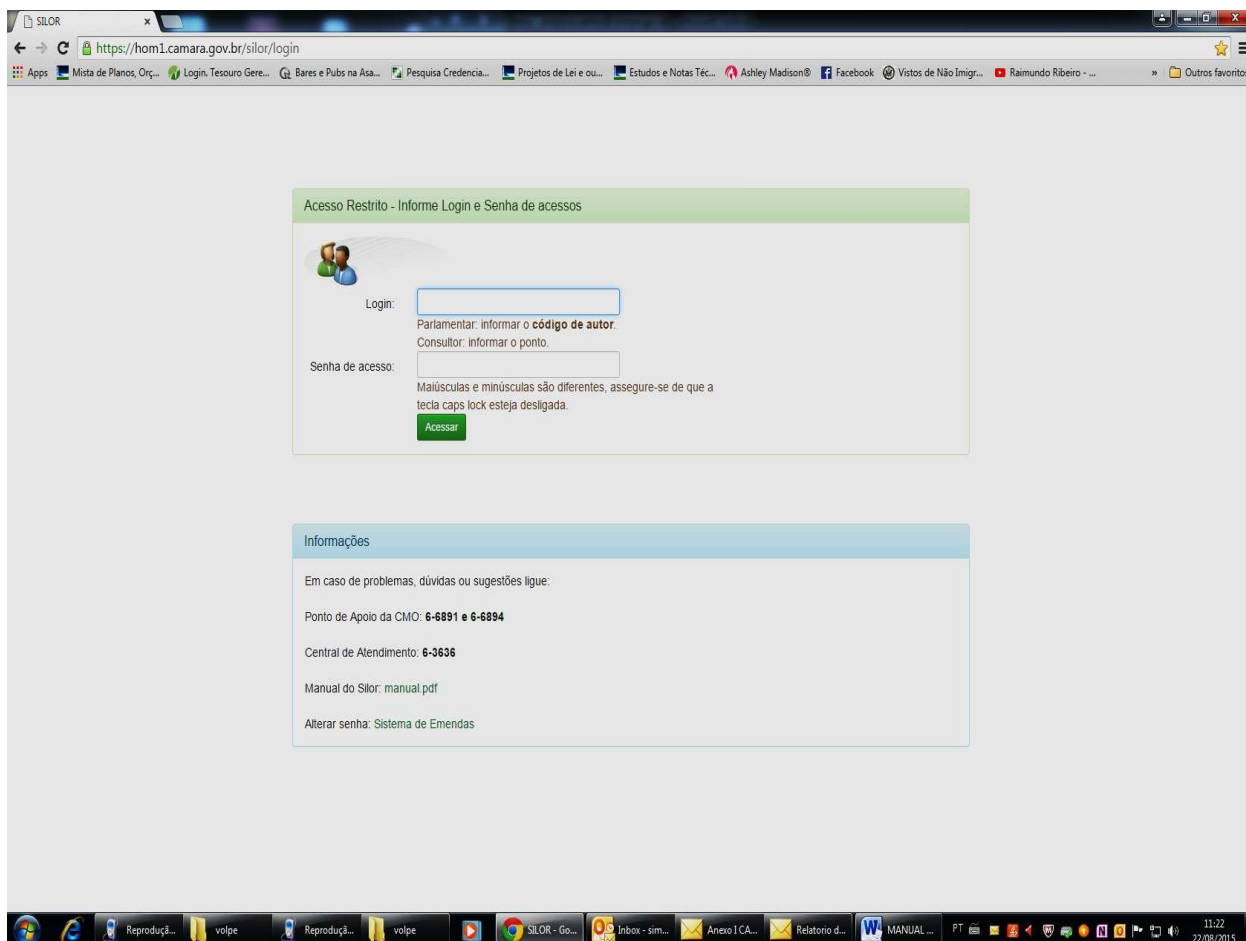 SILOR
https://hom1.camara.gov.br/silor/login
Apps Mista de Planos, Orç... Login. Tesouro Gere... Bares e Pubs na Asa... Pesquisa Credencia... Projetos de Lei e ou... Estudos e Notas Téc... Ashley Madison® Facebook Vistos de Não Imigr... Raimundo Ribeiro - ... » Outros favoritos
Acesso Restrito - Informe Login e Senha de acessos
Login:
Parlamentar: informar o código de autor.
Consultor: informar o ponto.
Senha de acesso:
Maiúsculas e minúsculas são diferentes, assegure-se de que a
tecla caps lock esteja desligada.
Acessar
Informações
Em caso de problemas, dúvidas ou sugestões ligue:
Ponto de Apoio da CMO: 6-6891 e 6-6894
Central de Atendimento: 6-3636
Manual do Silor: manual.pdf
Alterar senha: Sistema de Emendas
Reproduçã... volpe Reproduçã... volpe SILOR - Go... Inbox - sim... Anexo I CA... Relatorio d... MANUAL ... PT 11:22
22/08/2015